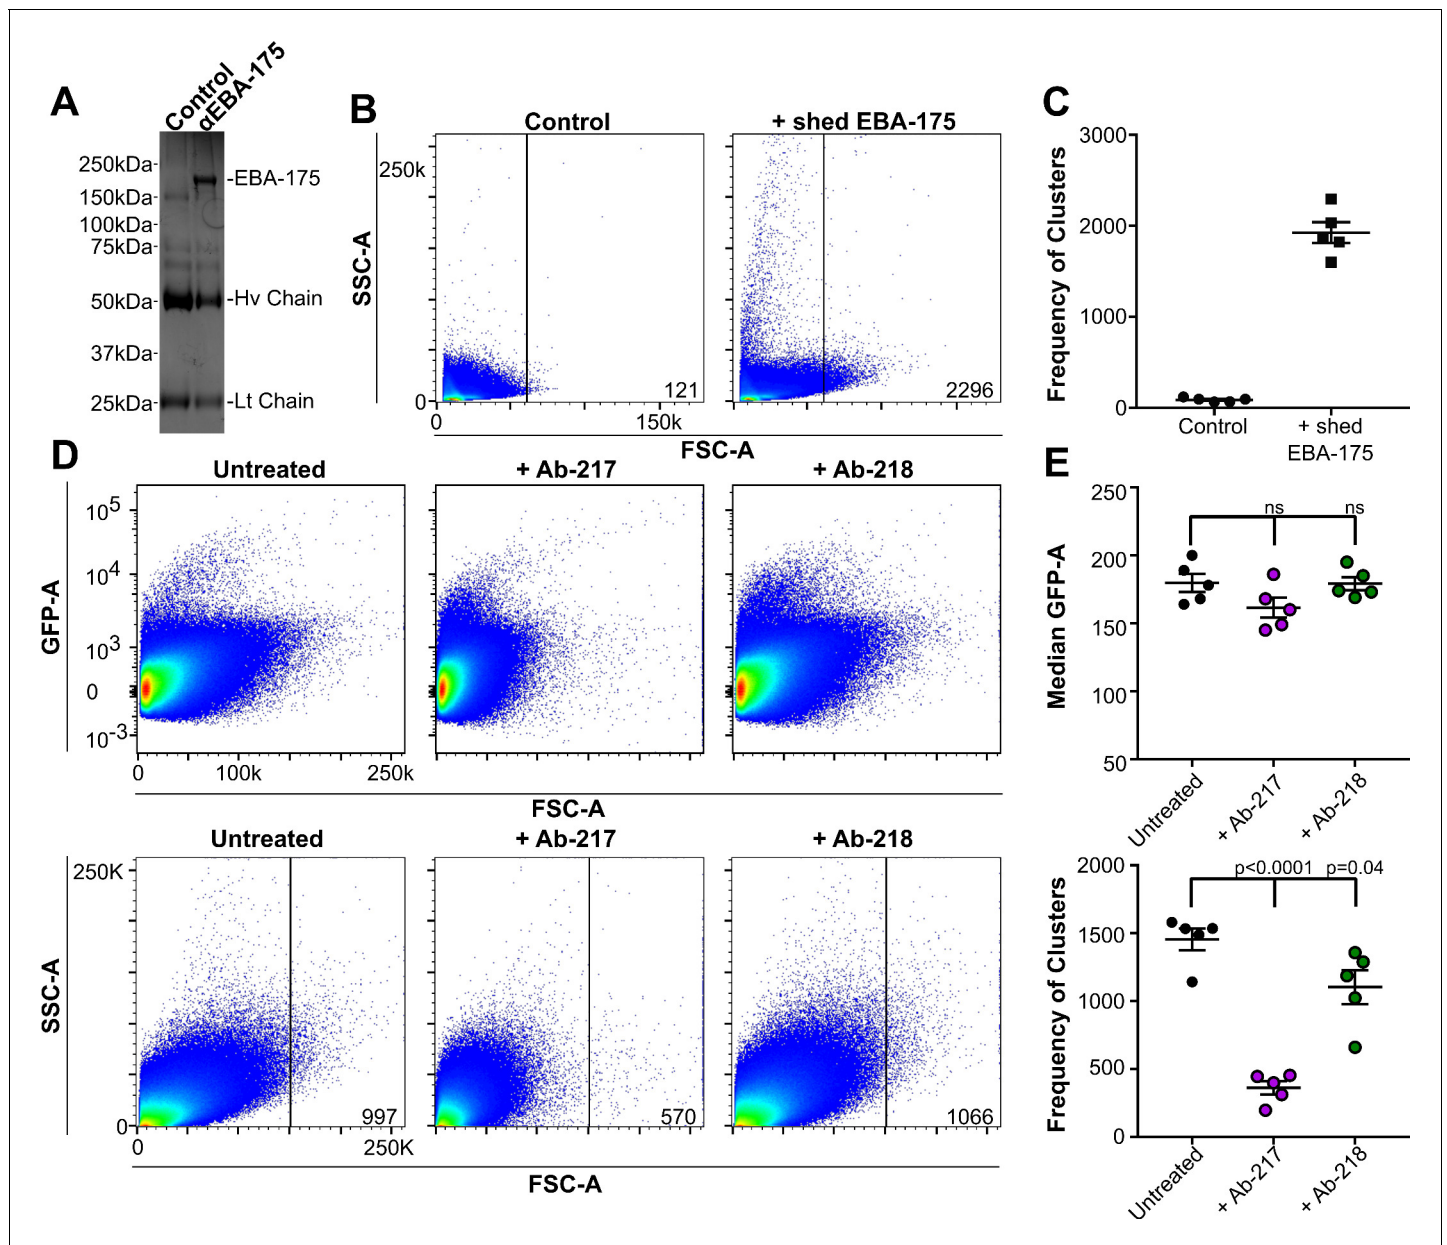 A
Control
αEBA-175
250kDa-
150kDa-
100kDa-
75kDa-
50kDa-
37kDa-
25kDa-
-EBA-175
-Hv Chain
-Lt Chain
B
Control
+ shed EBA-175
SSC-A
250k
0
121
2296
0
150k
FSC-A
C
Frequency of Clusters
3000
2000
1000
0
Control
+ shed
EBA-175
D
Untreated
+ Ab-217
+ Ab-218
GFP-A
10^5
10^4
10^3
0
10^-3
0
100k
250k
FSC-A
Untreated
+ Ab-217
+ Ab-218
SSC-A
250K
0
997
570
1066
0
250K
FSC-A
E
Median GFP-A
250
200
150
100
50
ns
ns
Untreated
+ Ab-217
+ Ab-218
Frequency of Clusters
2000
1500
1000
500
0
p<0.0001
p=0.04
Untreated
+ Ab-217
+ Ab-218